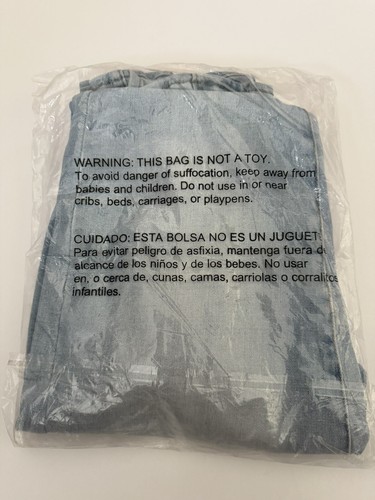 WARNING: THIS BAG IS NOT A TOY.
To avoid danger of suffocation, keep away from
babies and children. Do not use in or near
cribs, beds, carriages, or playpens.
CUIDADO: ESTA BOLSA NO ES UN JUGUET
Para evitar peligro de asfixia, mantenga fuera d
alcance de los niños y de los bebes. No usar
en, o cerca de, cunas, camas, carriolas o corralitos
infantiles.